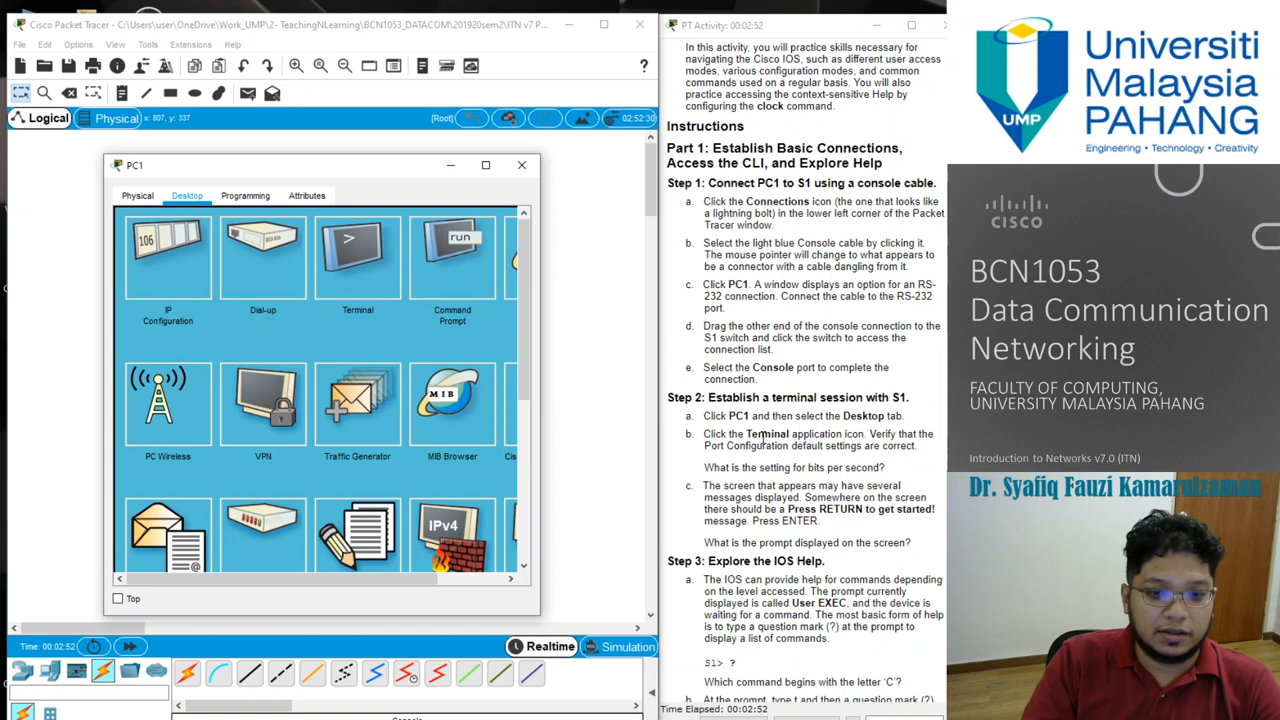 Cisco Packet Tracer - C:\Users\user\OneDrive\Work_UMP\2- TeachingNLearning\BCN1053_DATACOM\201920sem2\ITN v7 P...
File Edit Options View Tools Extensions Help
Logical
Physical
x: 807, y: 337
[Root]
02:52:30
PC1
Physical
Desktop
Programming
Attributes
106
>
run
IP
Configuration
Dial-up
Terminal
Command
Prompt
MIB
PC Wireless
VPN
Traffic Generator
MIB Browser
Cis
@
IPv4
Top
Time: 00:02:52
Realtime
Simulation
PT Activity: 00:02:52
In this activity, you will practice skills necessary for
navigating the Cisco IOS, such as different user access
modes, various configuration modes, and common
commands used on a regular basis. You will also
practice accessing the context-sensitive Help by
configuring the clock command.
Instructions
Part 1: Establish Basic Connections,
Access the CLI, and Explore Help
Step 1: Connect PC1 to S1 using a console cable.
a. Click the Connections icon (the one that looks like
a lightning bolt) in the lower left corner of the Packet
Tracer window.
b. Select the light blue Console cable by clicking it.
The mouse pointer will change to what appears to
be a connector with a cable dangling from it.
c. Click PC1. A window displays an option for an RS-
232 connection. Connect the cable to the RS-232
port.
d. Drag the other end of the console connection to the
S1 switch and click the switch to access the
connection list.
e. Select the Console port to complete the
connection.
Step 2: Establish a terminal session with S1.
a. Click PC1 and then select the Desktop tab.
b. Click the Terminal application icon. Verify that the
Port Configuration default settings are correct.
What is the setting for bits per second?
c. The screen that appears may have several
messages displayed. Somewhere on the screen
there should be a Press RETURN to get started!
message. Press ENTER.
What is the prompt displayed on the screen?
Step 3: Explore the IOS Help.
a. The IOS can provide help for commands depending
on the level accessed. The prompt currently
displayed is called User EXEC, and the device is
waiting for a command. The most basic form of help
is to type a question mark (?) at the prompt to
display a list of commands.
S1> ?
Which command begins with the letter 'C'?
b. At the prompt, type t and then a question mark (?)
Time Elapsed: 00:02:52
UMP
Universiti
Malaysia
PAHANG
Engineering • Technology • Creativity
CISCO
BCN1053
Data Communication
Networking
FACULTY OF COMPUTING,
UNIVERSITY MALAYSIA PAHANG
Introduction to Networks v7.0 (ITN)
Dr. Syafiq Fauzi Kamarulzaman